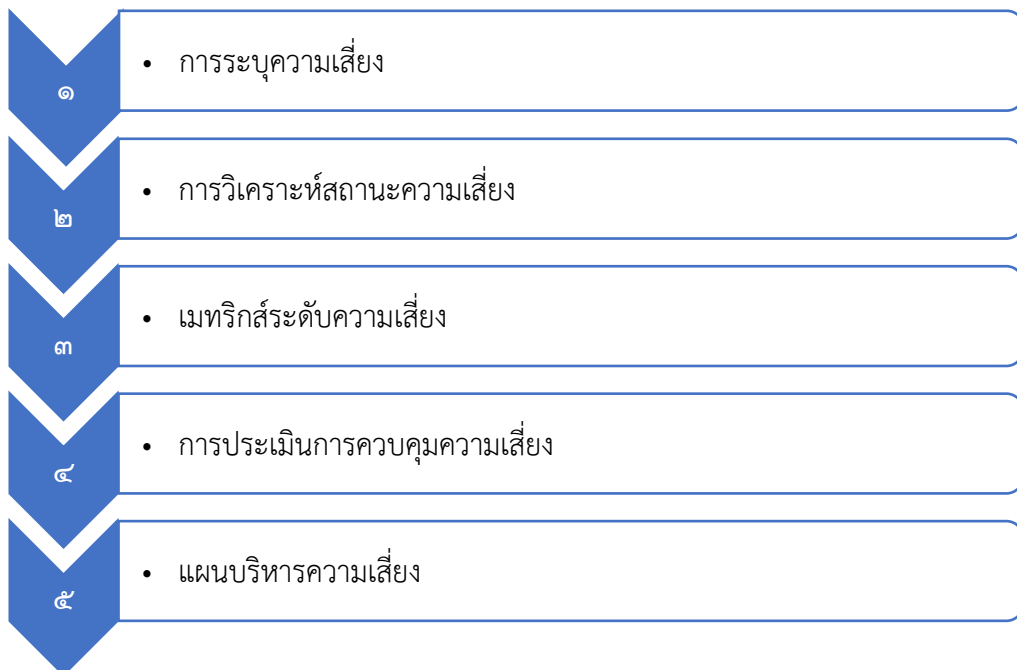 ๑
• การระบุความเสี่ยง
๒
• การวิเคราะห์สถานะความเสี่ยง
๓
• เมทริกส์ระดับความเสี่ยง
๔
• การประเมินการควบคุมความเสี่ยง
๕
• แผนบริหารความเสี่ยง